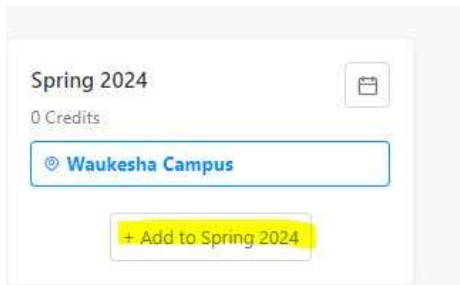 Spring 2024
0 Credits
Waukesha Campus
+ Add to Spring 2024